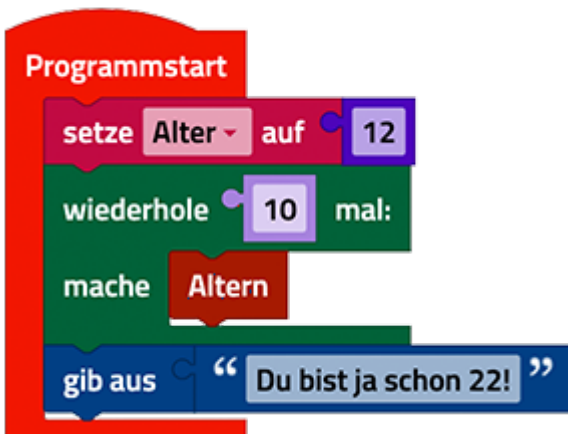 Programmstart
setze Alter auf 12
wiederhole 10 mal:
mache Altern
gib aus “ Du bist ja schon 22! ”